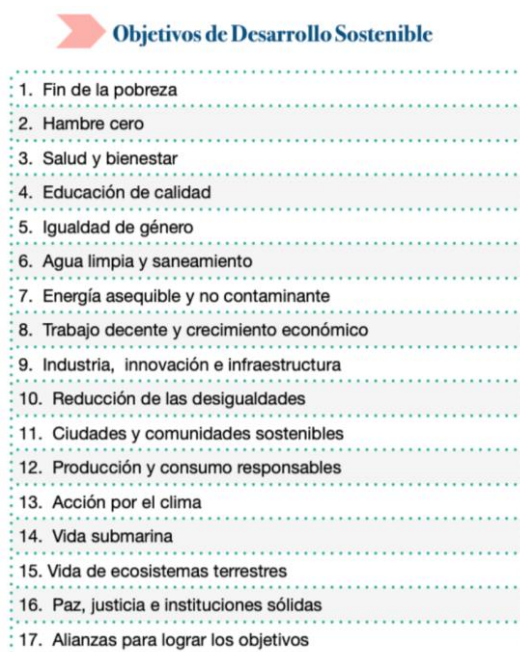 Objetivos de Desarrollo Sostenible
1. Fin de la pobreza
2. Hambre cero
3. Salud y bienestar
4. Educación de calidad
5. Igualdad de género
6. Agua limpia y saneamiento
7. Energía asequible y no contaminante
8. Trabajo decente y crecimiento económico
9. Industria, innovación e infraestructura
10. Reducción de las desigualdades
11. Ciudades y comunidades sostenibles
12. Producción y consumo responsables
13. Acción por el clima
14. Vida submarina
15. Vida de ecosistemas terrestres
16. Paz, justicia e instituciones sólidas
17. Alianzas para lograr los objetivos